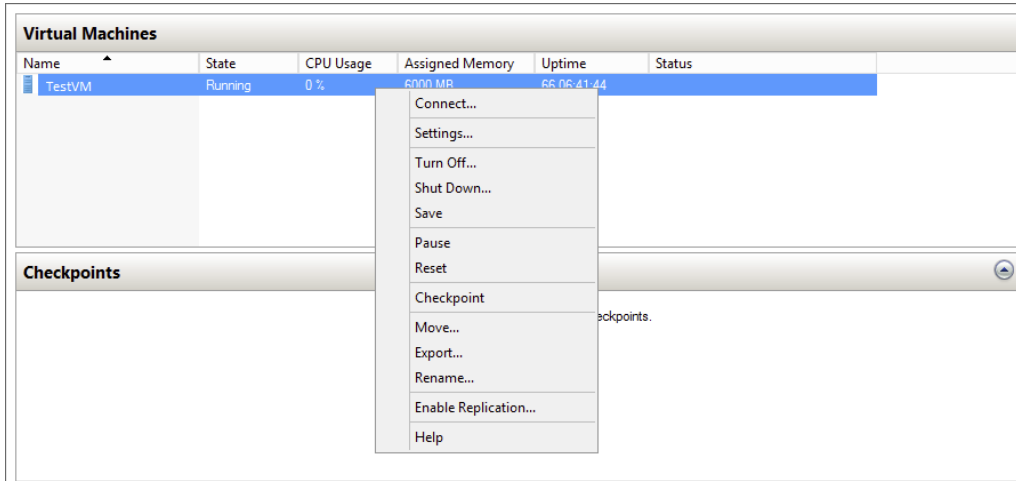 Virtual Machines
Name State CPU Usage Assigned Memory Uptime Status
TestVM Running 0 % 6000 MB 66.06:41:44
Connect...
Settings...
Turn Off...
Shut Down...
Save
Pause
Reset
Checkpoint
Move...
Export...
Rename...
Enable Replication...
Help
Checkpoints